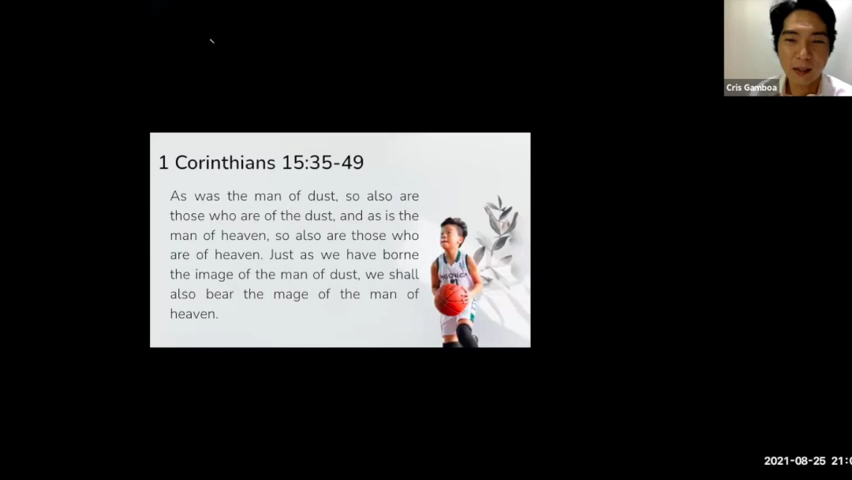 Cris Gamboa
1 Corinthians 15:35-49
As was the man of dust, so also are
those who are of the dust, and as is the
man of heaven, so also are those who
are of heaven. Just as we have borne
the image of the man of dust, we shall
also bear the mage of the man of
heaven.
2021-08-25 21:0